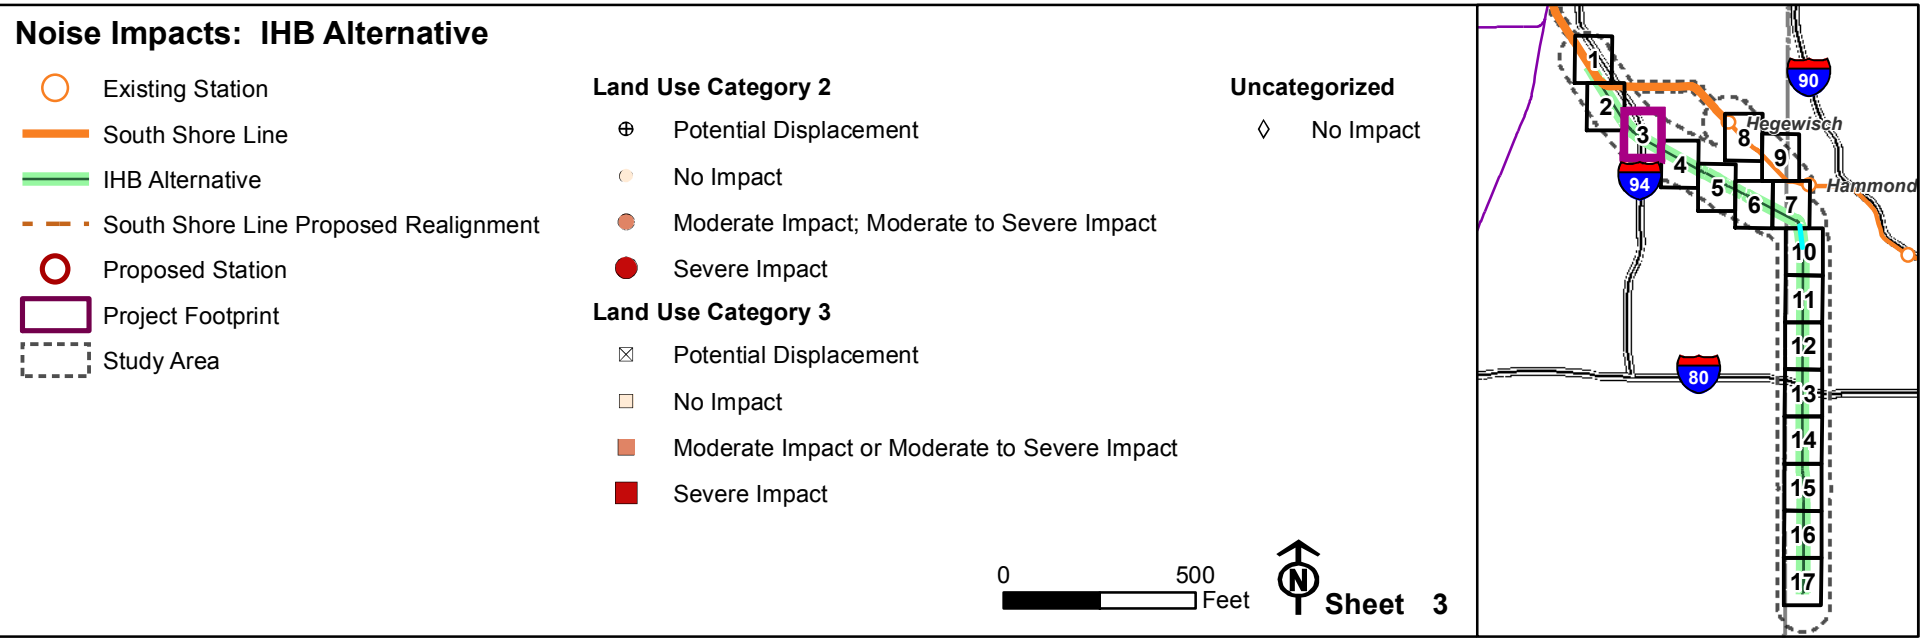 Noise Impacts: IHB Alternative
Existing Station
South Shore Line
IHB Alternative
South Shore Line Proposed Realignment
Proposed Station
Project Footprint
Study Area
Land Use Category 2
Potential Displacement
No Impact
Moderate Impact; Moderate to Severe Impact
Severe Impact
Land Use Category 3
Potential Displacement
No Impact
Moderate Impact or Moderate to Severe Impact
Severe Impact
Uncategorized
No Impact
0 500
Feet
N
Sheet 3
1
90
2
Hegewisch
3
8
9
4
94
5
Hammond
6
7
10
11
12
80
13
14
15
16
17